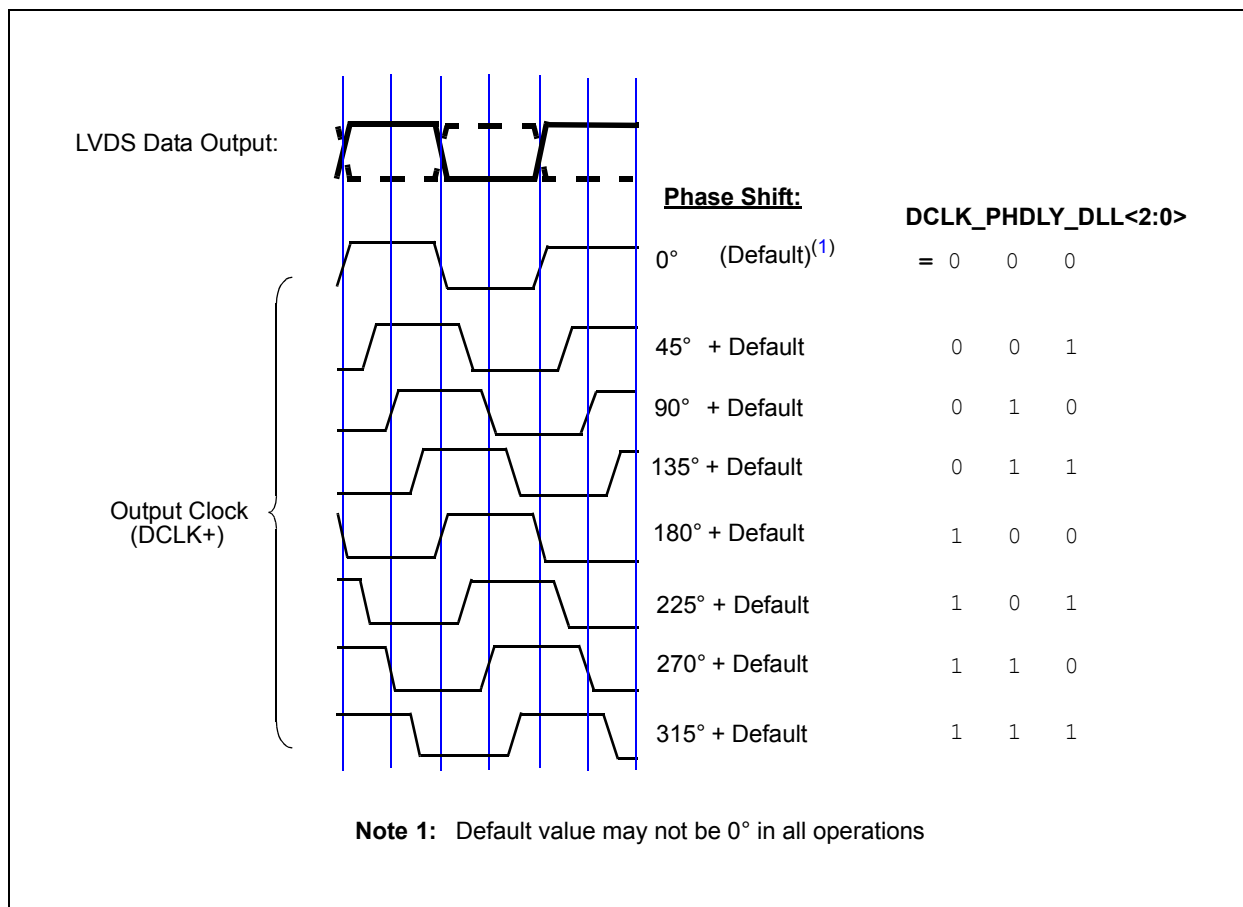 LVDS Data Output:
Phase Shift:
DCLK_PHDLY_DLL<2:0>
0° (Default)(1) = 0 0 0
45° + Default 0 0 1
90° + Default 0 1 0
135° + Default 0 1 1
Output Clock
(DCLK+)
180° + Default 1 0 0
225° + Default 1 0 1
270° + Default 1 1 0
315° + Default 1 1 1
Note 1: Default value may not be 0° in all operations